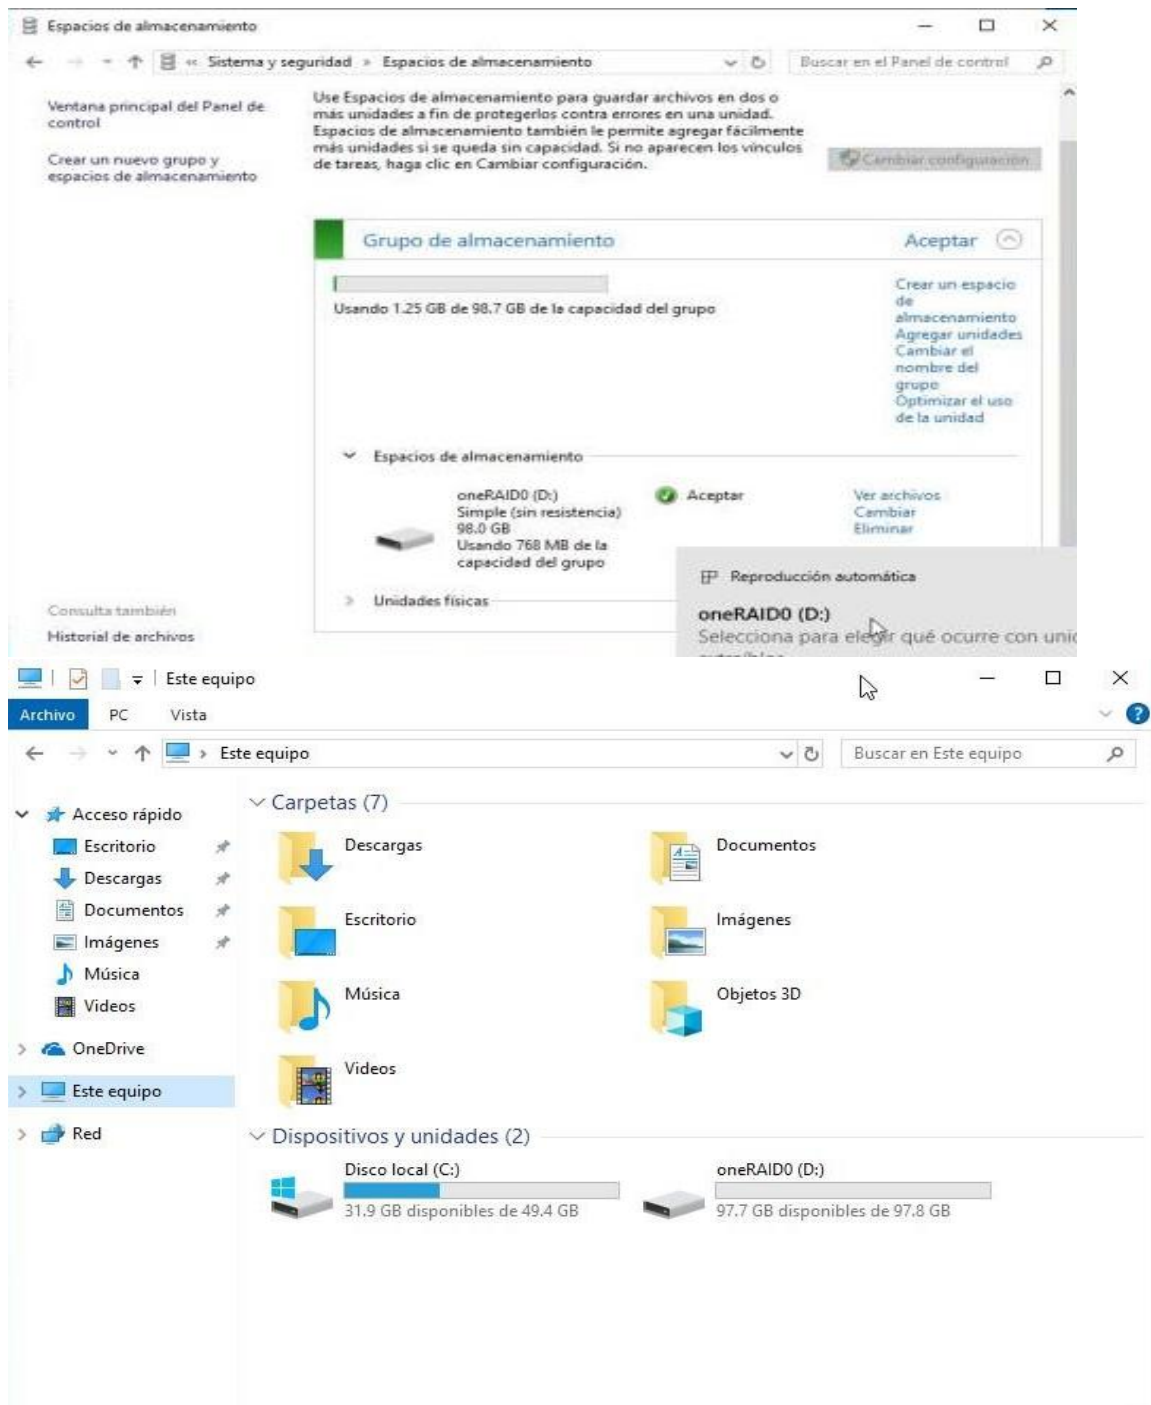 Espacios de almacenamiento
« Sistema y seguridad » Espacios de almacenamiento
Buscar en el Panel de control
Ventana principal del Panel de
control
Crear un nuevo grupo y
espacios de almacenamiento
Use Espacios de almacenamiento para guardar archivos en dos o
más unidades a fin de protegerlos contra errores en una unidad.
Espacios de almacenamiento también le permite agregar fácilmente
más unidades si se queda sin capacidad. Si no aparecen los vínculos
de tareas, haga clic en Cambiar configuración.
Cambiar configuración
Grupo de almacenamiento
Aceptar
Usando 1.25 GB de 98.7 GB de la capacidad del grupo
Crear un espacio
de
almacenamiento
Agregar unidades
Cambiar el
nombre del
grupo
Optimizar el uso
de la unidad
Espacios de almacenamiento
oneRAID0 (D:)
Simple (sin resistencia)
98.0 GB
Usando 768 MB de la
capacidad del grupo
Aceptar
Ver archivos
Cambiar
Eliminar
Unidades físicas
Reproducción automática
oneRAID0 (D:)
Selecciona para elegir qué ocurre con
Consulta también
Historial de archivos
Este equipo
Archivo
PC
Vista
Este equipo
Buscar en Este equipo
Acceso rápido
Escritorio
Descargas
Documentos
Imágenes
Música
Videos
OneDrive
Este equipo
Red
Carpetas (7)
Descargas
Documentos
Escritorio
Imágenes
Música
Objetos 3D
Videos
Dispositivos y unidades (2)
Disco local (C:)
31.9 GB disponibles de 49.4 GB
oneRAID0 (D:)
97.7 GB disponibles de 97.8 GB